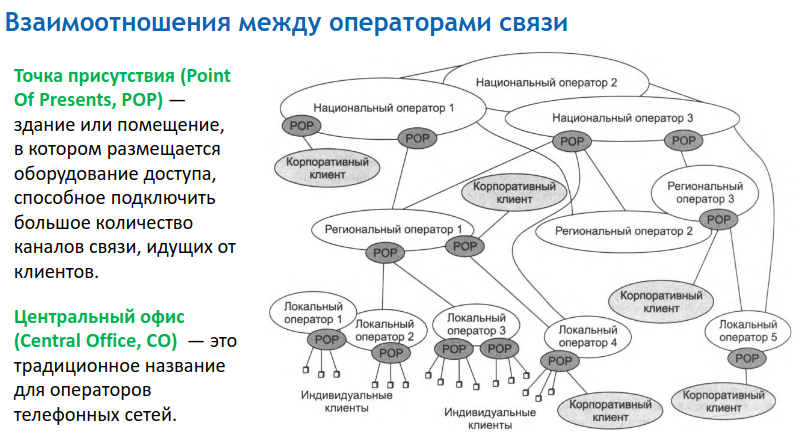 Взаимоотношения между операторами связи
Точка присутствия (Point
Of Presents, POP) —
здание или помещение,
в котором размещается
оборудование доступа,
способное подключить
большое количество
каналов связи, идущих от
клиентов.
Центральный офис
(Central Office, CO) — это
традиционное название
для операторов
телефонных сетей.
Национальный оператор 2
Национальный оператор 1
Национальный оператор 3
POP
POP
POP
POP
Корпоративный
клиент
Корпоративный
клиент
Региональный
оператор 3
POP
Региональный оператор 1
Региональный оператор 2
POP
POP
Корпоративный
клиент
Локальный
оператор 1
POP
Локальный
оператор 2
POP
Локальный
оператор 3
POP
POP
Локальный
оператор 4
POP
Локальный
оператор 5
POP
Индивидуальные
клиенты
Индивидуальные
клиенты
Корпоративный
клиент
Корпоративный
клиент